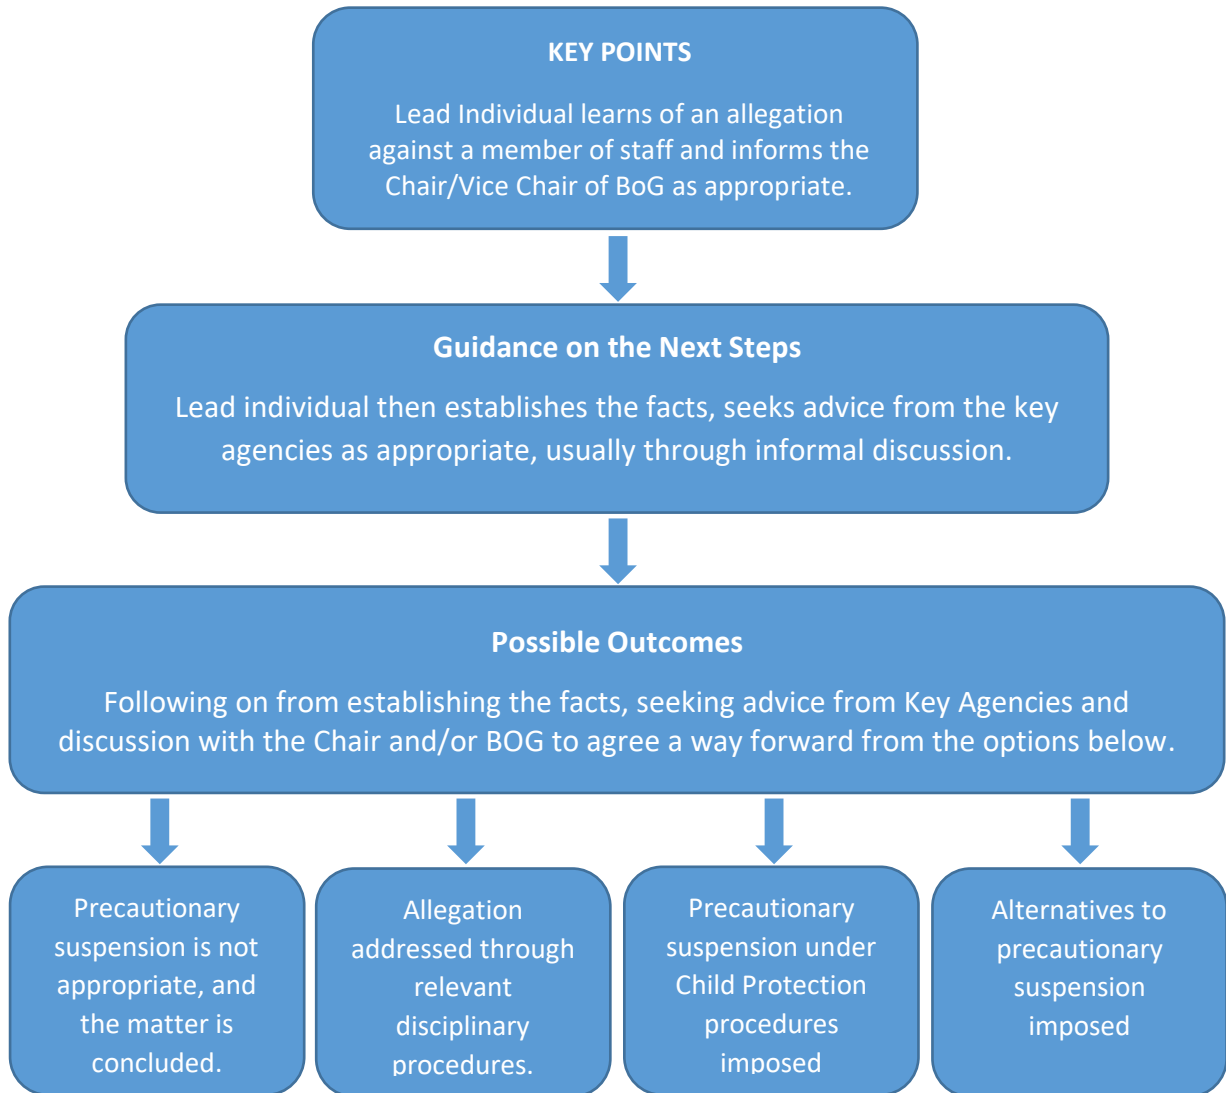 KEY POINTS
Lead Individual learns of an allegation
against a member of staff and informs the
Chair/Vice Chair of BoG as appropriate.
Guidance on the Next Steps
Lead individual then establishes the facts, seeks advice from the key
agencies as appropriate, usually through informal discussion.
Possible Outcomes
Following on from establishing the facts, seeking advice from Key Agencies and
discussion with the Chair and/or BOG to agree a way forward from the options below.
Precautionary
suspension is not
appropriate, and
the matter is
concluded.
Allegation
addressed through
relevant
disciplinary
procedures.
Precautionary
suspension under
Child Protection
procedures
imposed
Alternatives to
precautionary
suspension
imposed